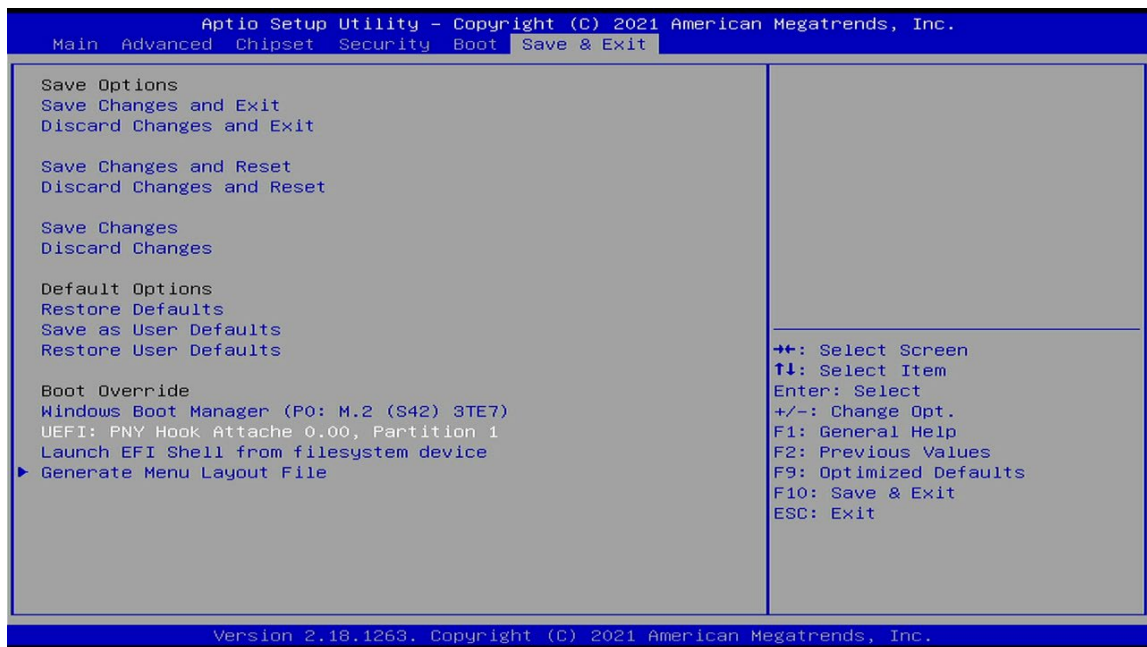 Aptio Setup Utility – Copyright (C) 2021 American Megatrends, Inc.
Main Advanced Chipset Security Boot Save & Exit
Save Options
Save Changes and Exit
Discard Changes and Exit
Save Changes and Reset
Discard Changes and Reset
Save Changes
Discard Changes
Default Options
Restore Defaults
Save as User Defaults
Restore User Defaults
Boot Override
Windows Boot Manager (P0: M.2 (S42) 3TE7)
UEFI: PNY Hook Attache 0.00, Partition 1
Launch EFI Shell from filesystem device
Generate Menu Layout File
→←: Select Screen
↑↓: Select Item
Enter: Select
+/-: Change Opt.
F1: General Help
F2: Previous Values
F9: Optimized Defaults
F10: Save & Exit
ESC: Exit
Version 2.18.1263. Copyright (C) 2021 American Megatrends, Inc.